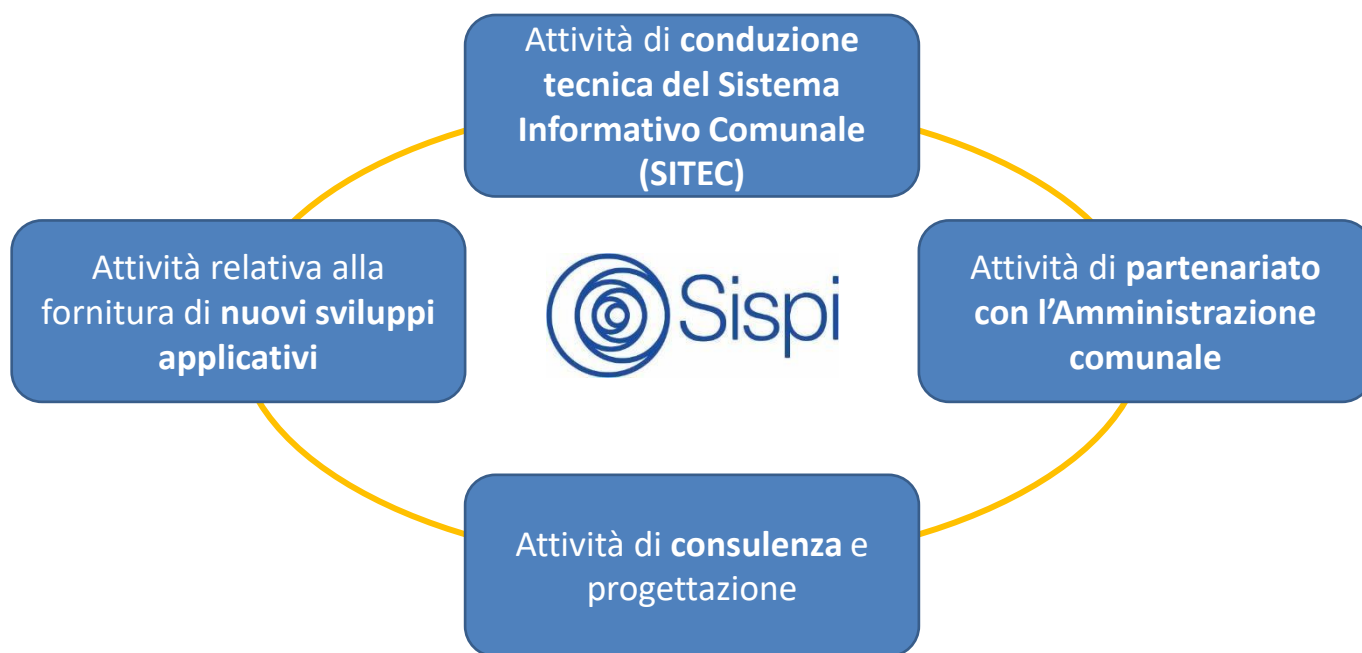 Attività di conduzione
tecnica del Sistema
Informativo Comunale
(SITEC)
Attività relativa alla
fornitura di nuovi sviluppi
applicativi
Sispi
Attività di partenariato
con l’Amministrazione
comunale
Attività di consulenza e
progettazione